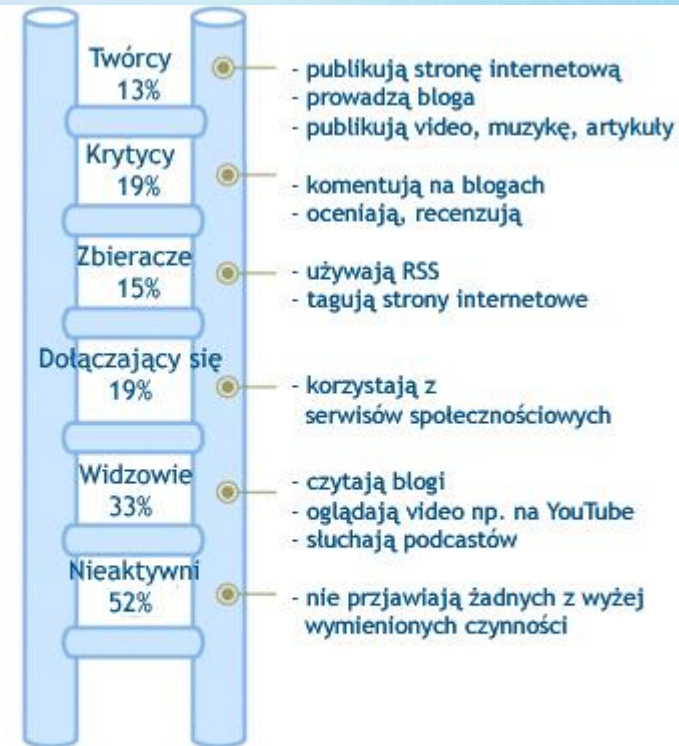 Twórcy
13%
- publikują stronę internetową
- prowadzą bloga
- publikują video, muzykę, artykuły
Krytycy
19%
- komentują na blogach
- oceniają, recenzują
Zbieracze
15%
- używają RSS
- tagują strony internetowe
Dołączający się
19%
- korzystają z
serwisów społecznościowych
Widzowie
33%
- czytają blogi
- oglądają video np. na YouTube
- słuchają podcastów
Nieaktywni
52%
- nie przjawiają żadnych z wyżej
wymienionych czynności